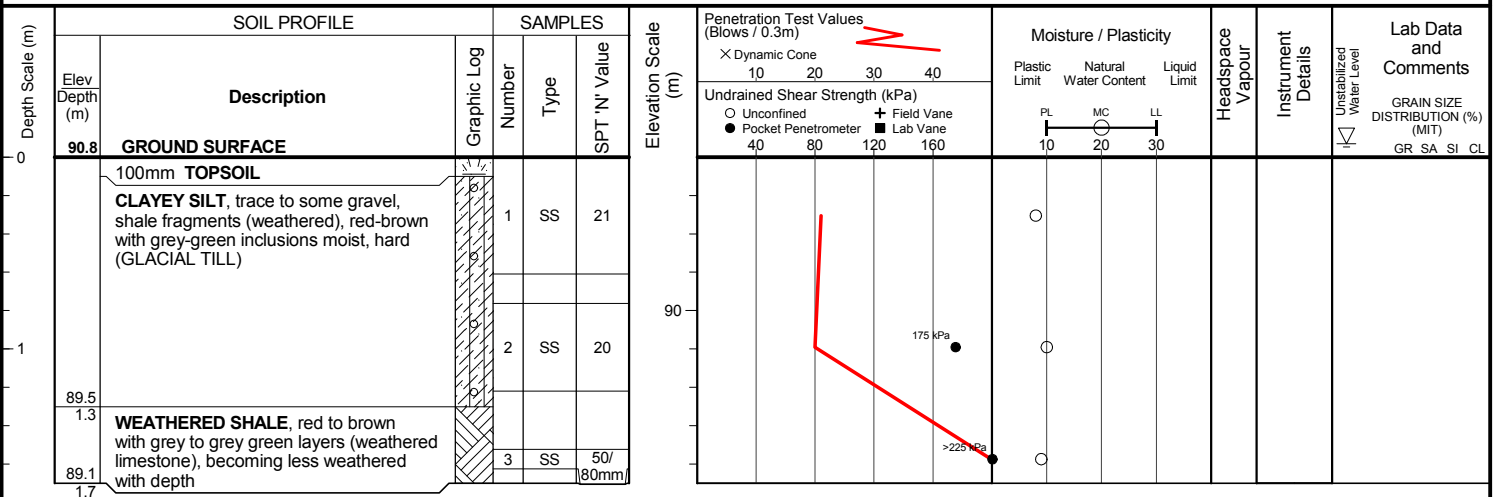 SOIL PROFILE
SAMPLES
Depth Scale (m)
Elev
Depth
(m)
Description
Graphic Log
Number
Type
SPT 'N' Value
Elevation Scale
(m)
Penetration Test Values
(Blows / 0.3m)
× Dynamic Cone
10 20 30 40
Undrained Shear Strength (kPa)
Unconfined
Field Vane
Pocket Penetrometer
Lab Vane
40 80 120 160
Moisture / Plasticity
Plastic
Limit
Natural
Water Content
Liquid
Limit
PL MC LL
10 20 30
Headspace
Vapour
Instrument
Details
Unstabilized
Water Level
Lab Data
and
Comments
GRAIN SIZE
DISTRIBUTION (%)
(MIT)
GR SA SI CL
90.8 GROUND SURFACE
0
100mm TOPSOIL
CLAYEY SILT, trace to some gravel,
shale fragments (weathered), red-brown
with grey-green inclusions moist, hard
(GLACIAL TILL)
1 SS 21
90
1
2 SS 20
175 kPa
89.5
1.3
WEATHERED SHALE, red to brown
with grey to grey green layers (weathered
limestone), becoming less weathered
with depth
3 SS 50/
80mm
>225 kPa
89.1
1.7